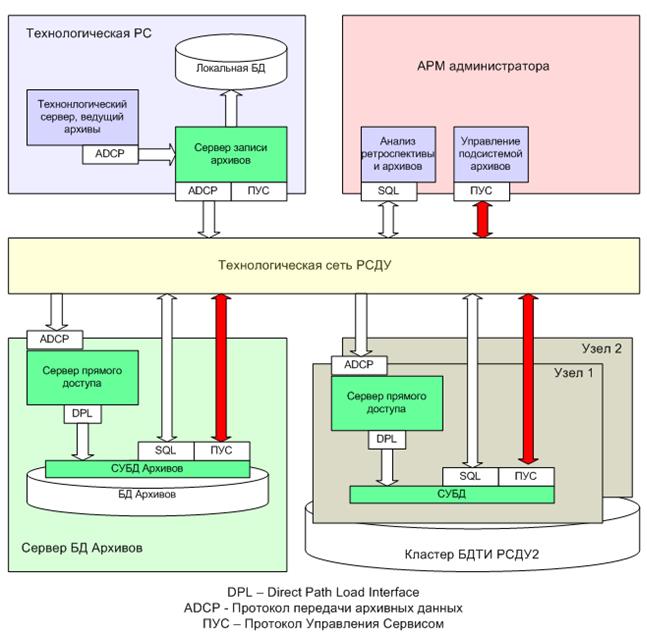 Технологическая РС
Локальная БД
Технонлогический
сервер, ведущий
архивы
ADCP
Сервер записи
архивов
ADCP
ПУС
АРМ администратора
Анализ
ретроспективы
и архивов
SQL
Управление
подсистемой
архивов
ПУС
Технологическая сеть РСДУ
ADCP
Сервер прямого
доступа
DPL
SQL
ПУС
СУБД Архивов
БД Архивов
Сервер БД Архивов
Узел 2
Узел 1
ADCP
Сервер прямого
доступа
DPL
SQL
ПУС
СУБД
Кластер БДТИ РСДУ2
DPL – Direct Path Load Interface
ADCP - Протокол передачи архивных данных
ПУС – Протокол Управления Сервисом